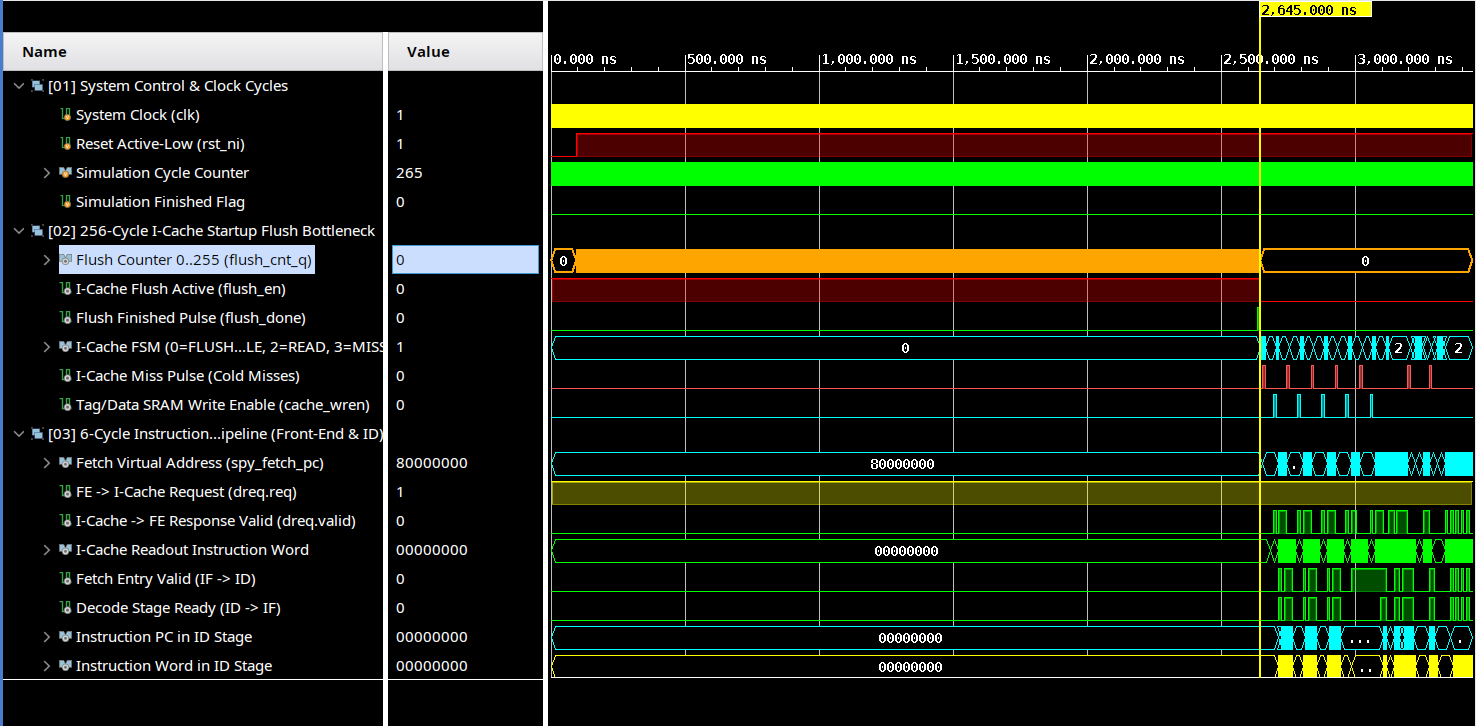 2,645.000 ns
Name Value
0.000 ns 500.000 ns 1,000.000 ns 1,500.000 ns 2,000.000 ns 2,500.000 ns 3,000.000 ns
[01] System Control & Clock Cycles
System Clock (clk) 1
Reset Active-Low (rst_ni) 1
Simulation Cycle Counter 265
Simulation Finished Flag 0
[02] 256-Cycle I-Cache Startup Flush Bottleneck
Flush Counter 0..255 (flush_cnt_q) 0 0 0
I-Cache Flush Active (flush_en) 0
Flush Finished Pulse (flush_done) 0
I-Cache FSM (0=FLUSH...LE, 2=READ, 3=MISS 1 0 2 2
I-Cache Miss Pulse (Cold Misses) 0
Tag/Data SRAM Write Enable (cache_wren) 0
[03] 6-Cycle Instruction...ipeline (Front-End & ID)
Fetch Virtual Address (spy_fetch_pc) 80000000 80000000 .
FE -> I-Cache Request (dreq.req) 1
I-Cache -> FE Response Valid (dreq.valid) 0
I-Cache Readout Instruction Word 00000000 00000000
Fetch Entry Valid (IF -> ID) 0
Decode Stage Ready (ID -> IF) 0
Instruction PC in ID Stage 00000000 00000000 ... .
Instruction Word in ID Stage 00000000 00000000 ..